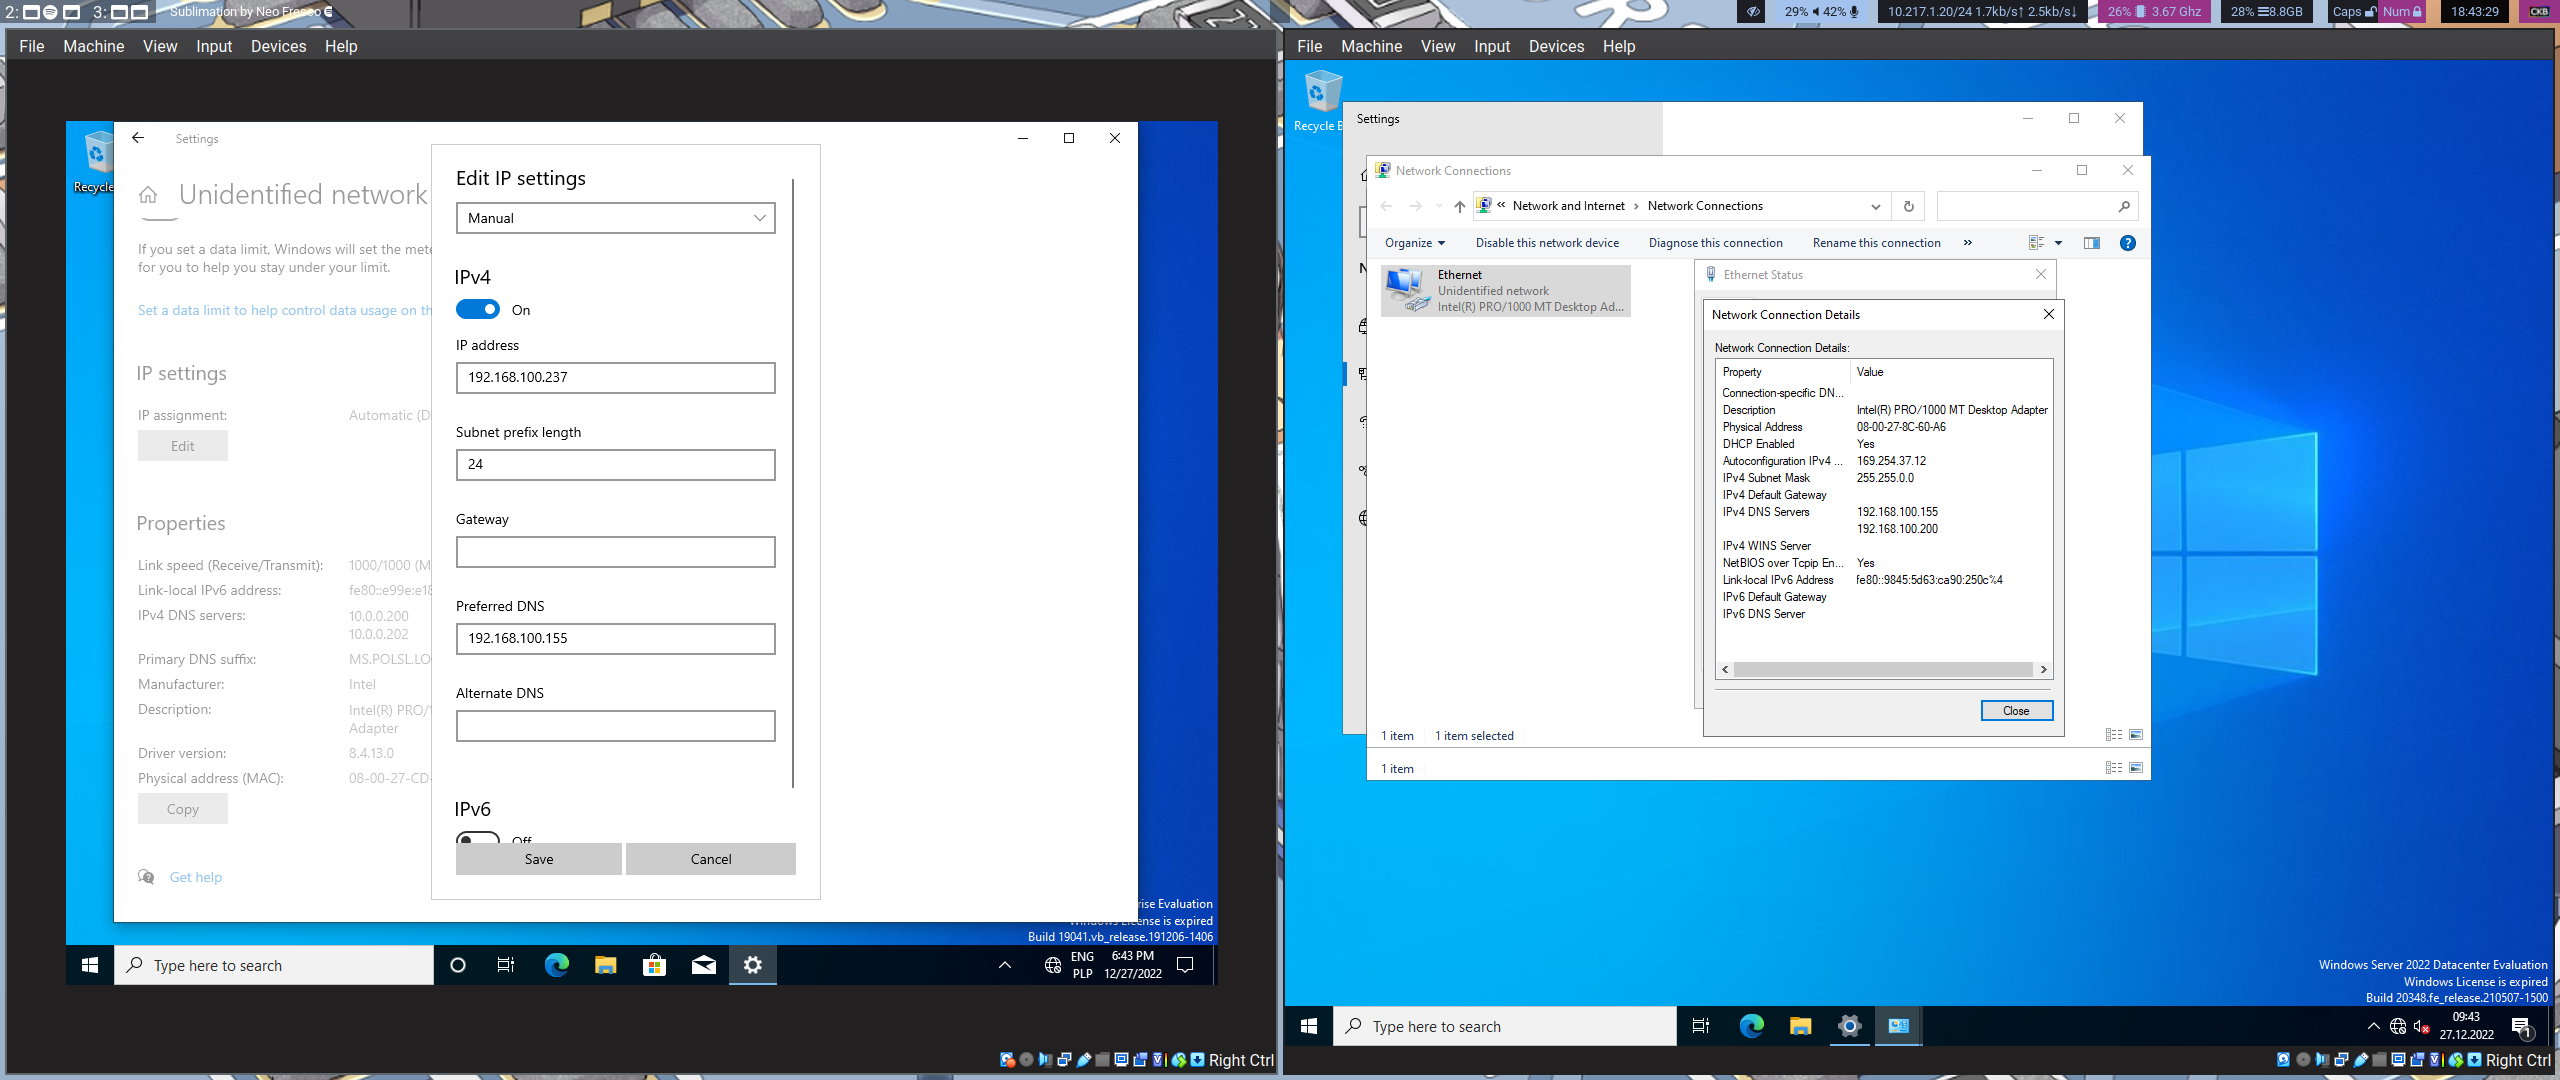 2:
3:
Sublimation by Neo Fresco
29% 42%
10.217.1.20/24 1.7kb/s↑ 2.5kb/s↓
26% 3.67 Ghz
28% 8.8GB
Caps Num
18:43:29
CKB
File Machine View Input Devices Help
Recycle
Settings
Unidentified network
If you set a data limit, Windows will set the mete
for you to help you stay under your limit.
Set a data limit to help control data usage on th
IP settings
IP assignment: Automatic (D
Edit
Properties
Link speed (Receive/Transmit): 1000/1000 (M
Link-local IPv6 address: fe80::e99e:e18
IPv4 DNS servers: 10.0.0.200
10.0.0.202
Primary DNS suffix: MS.POLSL.LO
Manufacturer: Intel
Description: Intel(R) PRO/1
Adapter
Driver version: 8.4.13.0
Physical address (MAC): 08-00-27-CD-
Copy
Get help
Edit IP settings
Manual
IPv4
On
IP address
192.168.100.237
Subnet prefix length
24
Gateway
Preferred DNS
192.168.100.155
Alternate DNS
IPv6
Off
Save Cancel
rise Evaluation
Windows License is expired
Build 19041.vb_release.191206-1406
Type here to search
ENG
PLP
6:43 PM
12/27/2022
Right Ctrl
File Machine View Input Devices Help
Recycle B
Settings
Network Connections
« Network and Internet › Network Connections
Organize Disable this network device Diagnose this connection Rename this connection »
Ethernet
Unidentified network
Intel(R) PRO/1000 MT Desktop Ad...
Ethernet Status
Network Connection Details
Network Connection Details:
Property Value
Connection-specific DN...
Description Intel(R) PRO/1000 MT Desktop Adapter
Physical Address 08-00-27-8C-60-A6
DHCP Enabled Yes
Autoconfiguration IPv4 ... 169.254.37.12
IPv4 Subnet Mask 255.255.0.0
IPv4 Default Gateway
IPv4 DNS Servers 192.168.100.155
192.168.100.200
IPv4 WINS Server
NetBIOS over Tcpip En... Yes
Link-local IPv6 Address fe80::9845:5d63:ca90:250c%4
IPv6 Default Gateway
IPv6 DNS Server
Close
1 item 1 item selected
1 item
Windows Server 2022 Datacenter Evaluation
Windows License is expired
Build 20348.fe_release.210507-1500
Type here to search
09:43
27.12.2022
1
Right Ctrl